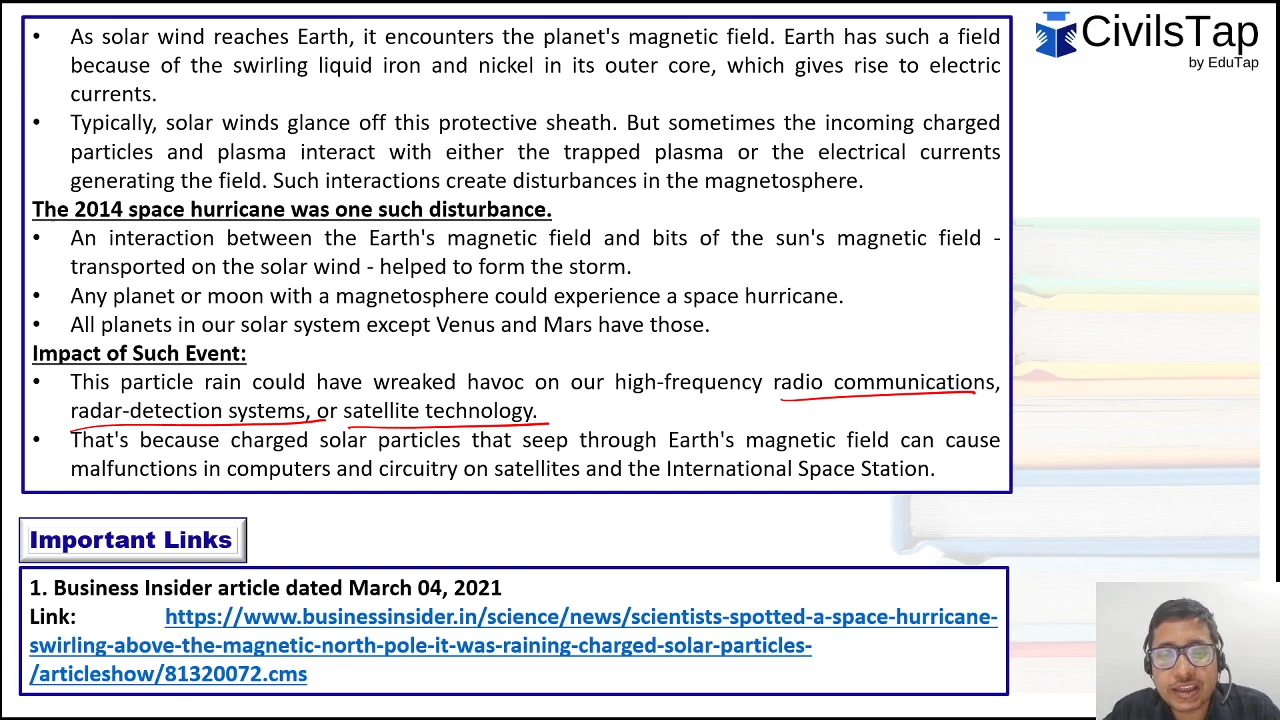 • As solar wind reaches Earth, it encounters the planet's magnetic field. Earth has such a field
because of the swirling liquid iron and nickel in its outer core, which gives rise to electric
currents.
• Typically, solar winds glance off this protective sheath. But sometimes the incoming charged
particles and plasma interact with either the trapped plasma or the electrical currents
generating the field. Such interactions create disturbances in the magnetosphere.
The 2014 space hurricane was one such disturbance.
• An interaction between the Earth's magnetic field and bits of the sun's magnetic field -
transported on the solar wind - helped to form the storm.
• Any planet or moon with a magnetosphere could experience a space hurricane.
• All planets in our solar system except Venus and Mars have those.
Impact of Such Event:
• This particle rain could have wreaked havoc on our high-frequency radio communications,
radar-detection systems, or satellite technology.
• That's because charged solar particles that seep through Earth's magnetic field can cause
malfunctions in computers and circuitry on satellites and the International Space Station.
CivilsTap
by EduTap
Important Links
1. Business Insider article dated March 04, 2021
Link: https://www.businessinsider.in/science/news/scientists-spotted-a-space-hurricane-
swirling-above-the-magnetic-north-pole-it-was-raining-charged-solar-particles-
/articleshow/81320072.cms